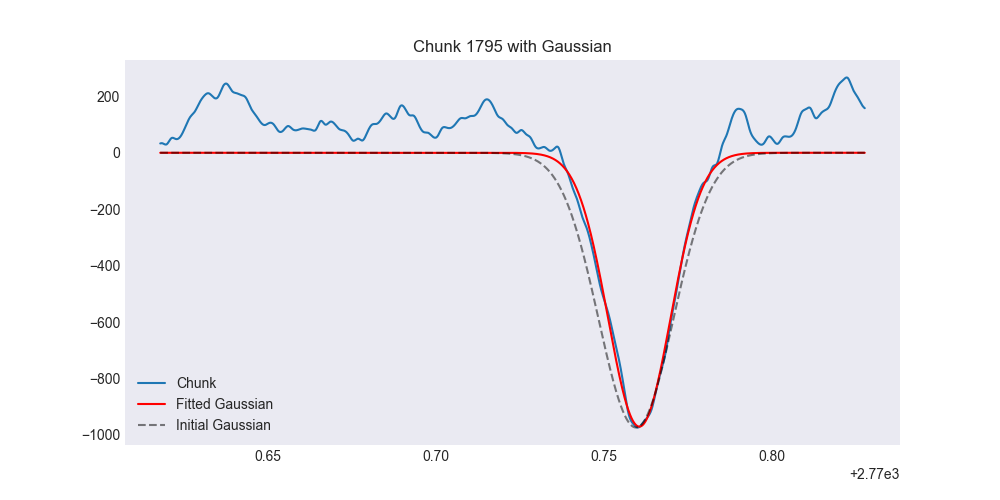 Chunk 1795 with Gaussian
200
0
−200
−400
−600
−800
−1000
Chunk
Fitted Gaussian
Initial Gaussian
0.65 0.70 0.75 0.80
+2.77e3